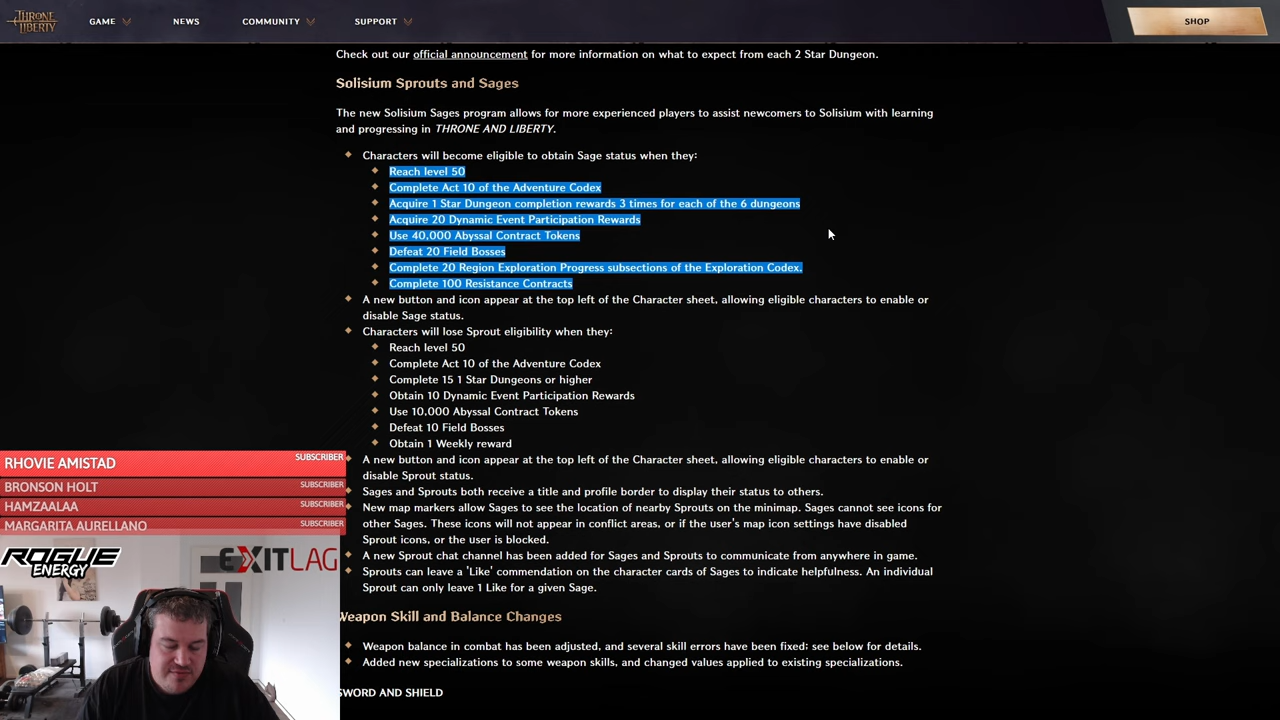 THRONE AND LIBERTY
GAME
NEWS
COMMUNITY
SUPPORT
SHOP
Check out our official announcement for more information on what to expect from each 2 Star Dungeon.
Solisium Sprouts and Sages
The new Solisium Sages program allows for more experienced players to assist newcomers to Solisium with learning
and progressing in THRONE AND LIBERTY.
Characters will become eligible to obtain Sage status when they:
Reach level 50
Complete Act 10 of the Adventure Codex
Acquire 1 Star Dungeon completion rewards 3 times for each of the 6 dungeons
Acquire 20 Dynamic Event Participation Rewards
Use 40,000 Abyssal Contract Tokens
Defeat 20 Field Bosses
Complete 20 Region Exploration Progress subsections of the Exploration Codex.
Complete 100 Resistance Contracts
A new button and icon appear at the top left of the Character sheet, allowing eligible characters to enable or
disable Sage status.
Characters will lose Sprout eligibility when they:
Reach level 50
Complete Act 10 of the Adventure Codex
Complete 15 1 Star Dungeons or higher
Obtain 10 Dynamic Event Participation Rewards
Use 10,000 Abyssal Contract Tokens
Defeat 10 Field Bosses
Obtain 1 Weekly reward
A new button and icon appear at the top left of the Character sheet, allowing eligible characters to enable or
disable Sprout status.
Sages and Sprouts both receive a title and profile border to display their status to others.
New map markers allow Sages to see the location of nearby Sprouts on the minimap. Sages cannot see icons for
other Sages. These icons will not appear in conflict areas, or if the user's map icon settings have disabled
Sprout icons, or the user is blocked.
A new Sprout chat channel has been added for Sages and Sprouts to communicate from anywhere in game.
Sprouts can leave a 'Like' commendation on the character cards of Sages to indicate helpfulness. An individual
Sprout can only leave 1 Like for a given Sage.
Weapon Skill and Balance Changes
Weapon balance in combat has been adjusted, and several skill errors have been fixed; see below for details.
Added new specializations to some weapon skills, and changed values applied to existing specializations.
SWORD AND SHIELD
RHOVIE AMISTAD SUBSCRIBER
BRONSON HOLT SUBSCRIBER
HAMZAALAA SUBSCRIBER
MARGARITA AURELLANO SUBSCRIBER
ROGUE
ENERGY
EXITLAG